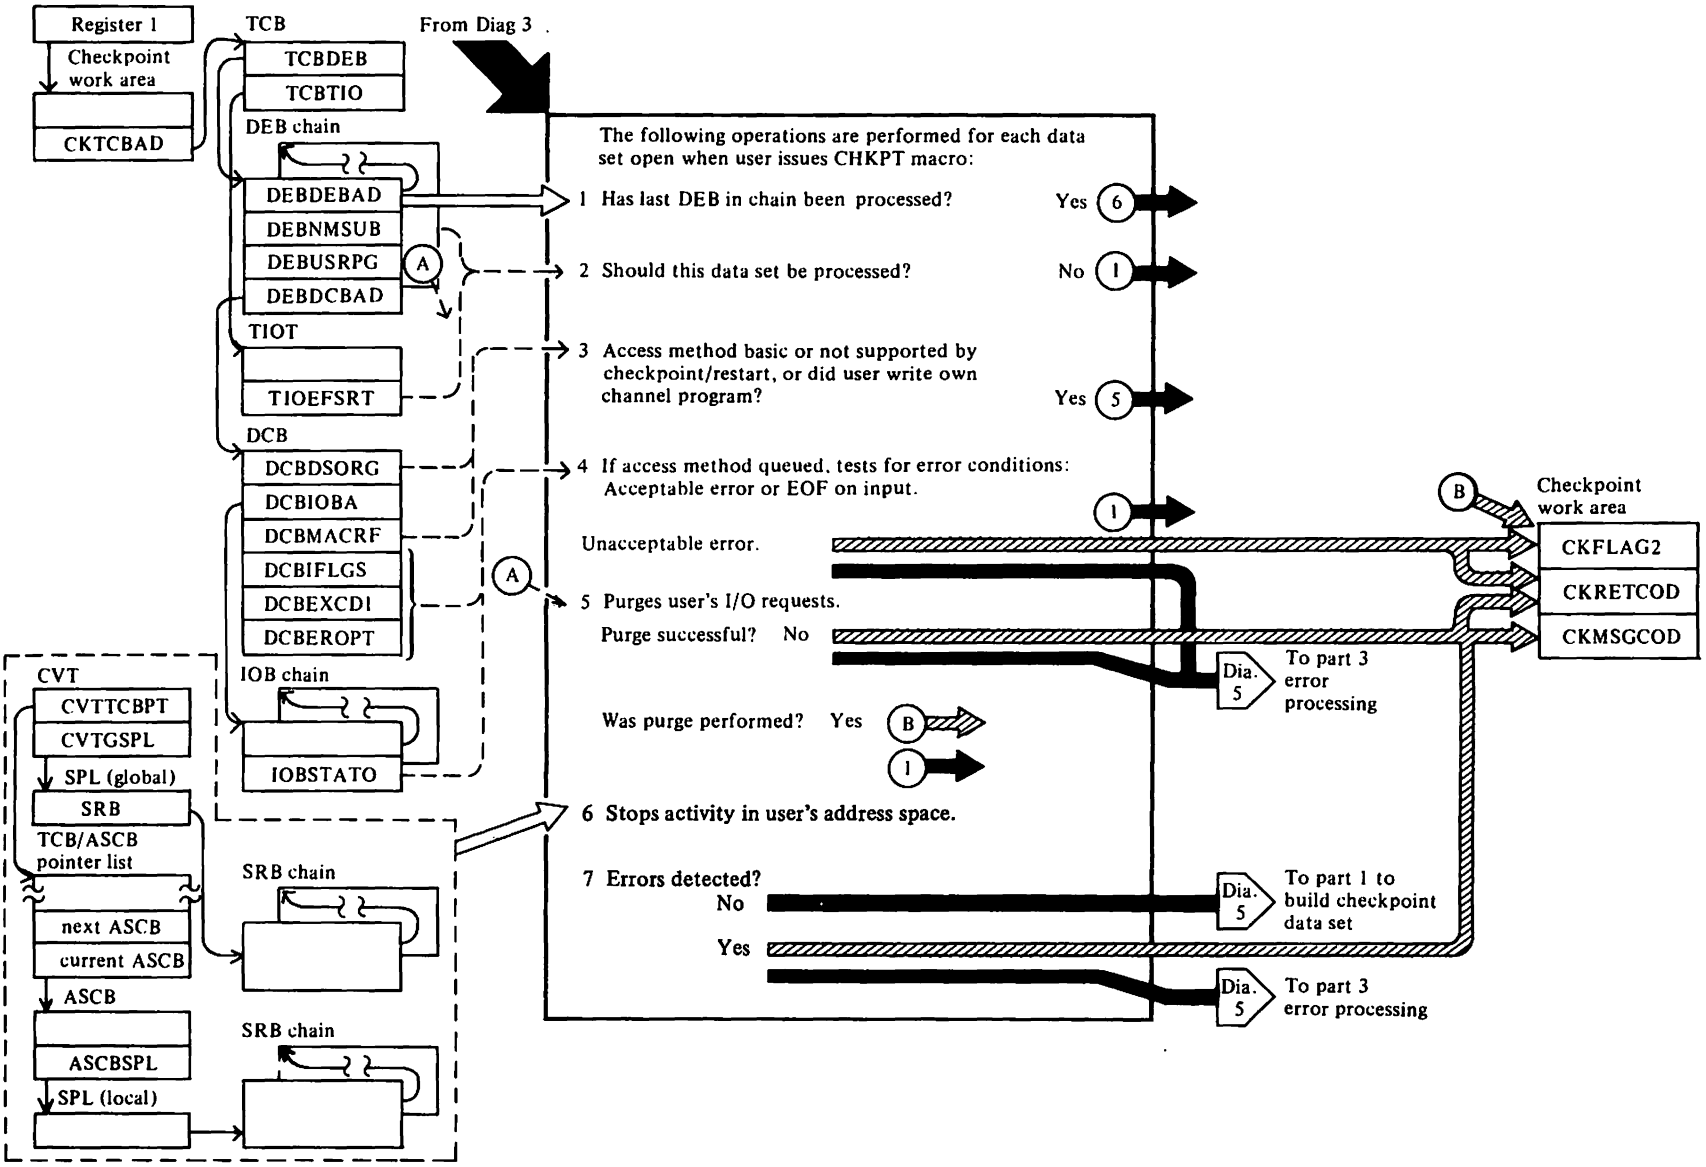 Register 1
Checkpoint
work area
CKTCBAD
TCB
TCBDEB
TCBTIO
DEB chain
DEBDEBAD
DEBNMSUB
DEBUSRPG
DEBDCBAD
A
TIOT
TIOEFSRT
DCB
DCBDSORG
DCBIOBA
DCBMACRF
DCBIFLGS
DCBEXCD1
DCBEROPT
IOB chain
IOBSTATO
CVT
CVTTCBPT
CVTGSPL
SPL (global)
SRB
TCB/ASCB
pointer list
next ASCB
current ASCB
ASCB
ASCBSPL
SPL (local)
SRB chain
SRB chain
From Diag 3
The following operations are performed for each data
set open when user issues CHKPT macro:
1 Has last DEB in chain been processed? Yes 6
2 Should this data set be processed? No 1
3 Access method basic or not supported by
checkpoint/restart, or did user write own
channel program? Yes 5
4 If access method queued, tests for error conditions:
Acceptable error or EOF on input.
1
Unacceptable error.
A
5 Purges user's I/O requests.
Purge successful? No
Was purge performed? Yes B
1
6 Stops activity in user's address space.
7 Errors detected?
No
Yes
B
Checkpoint
work area
CKFLAG2
CKRETCOD
CKMSGCOD
Dia.
5
To part 3
error
processing
Dia.
5
To part 1 to
build checkpoint
data set
Dia.
5
To part 3
error processing